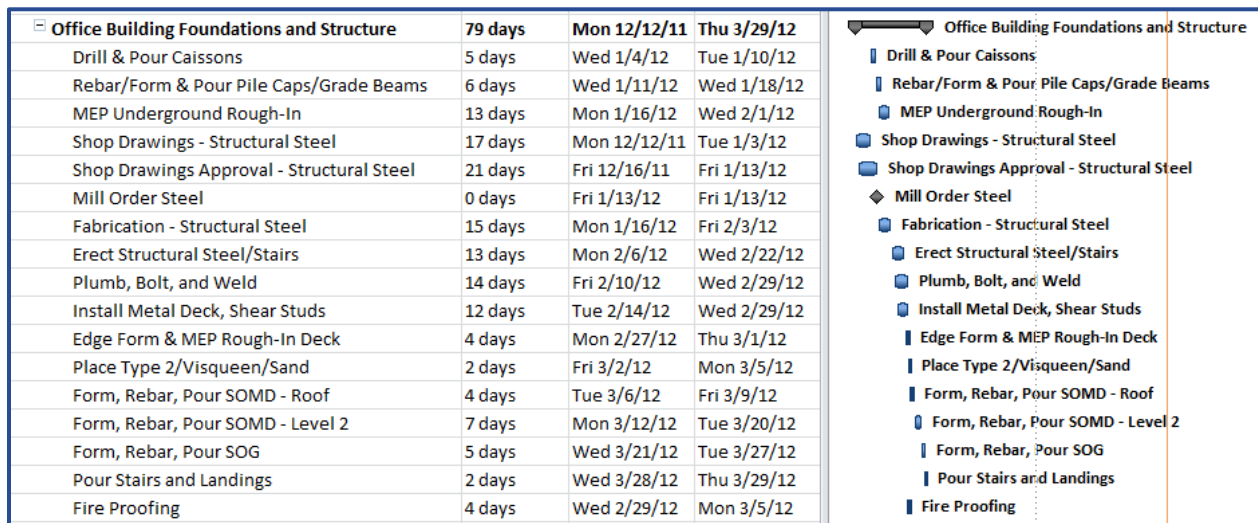 Office Building Foundations and Structure 79 days Mon 12/12/11 Thu 3/29/12 Office Building Foundations and Structure
Drill & Pour Caissons 5 days Wed 1/4/12 Tue 1/10/12 Drill & Pour Caissons
Rebar/Form & Pour Pile Caps/Grade Beams 6 days Wed 1/11/12 Wed 1/18/12 Rebar/Form & Pour Pile Caps/Grade Beams
MEP Underground Rough-In 13 days Mon 1/16/12 Wed 2/1/12 MEP Underground Rough-In
Shop Drawings - Structural Steel 17 days Mon 12/12/11 Tue 1/3/12 Shop Drawings - Structural Steel
Shop Drawings Approval - Structural Steel 21 days Fri 12/16/11 Fri 1/13/12 Shop Drawings Approval - Structural Steel
Mill Order Steel 0 days Fri 1/13/12 Fri 1/13/12 Mill Order Steel
Fabrication - Structural Steel 15 days Mon 1/16/12 Fri 2/3/12 Fabrication - Structural Steel
Erect Structural Steel/Stairs 13 days Mon 2/6/12 Wed 2/22/12 Erect Structural Steel/Stairs
Plumb, Bolt, and Weld 14 days Fri 2/10/12 Wed 2/29/12 Plumb, Bolt, and Weld
Install Metal Deck, Shear Studs 12 days Tue 2/14/12 Wed 2/29/12 Install Metal Deck, Shear Studs
Edge Form & MEP Rough-In Deck 4 days Mon 2/27/12 Thu 3/1/12 Edge Form & MEP Rough-In Deck
Place Type 2/Visqueen/Sand 2 days Fri 3/2/12 Mon 3/5/12 Place Type 2/Visqueen/Sand
Form, Rebar, Pour SOMD - Roof 4 days Tue 3/6/12 Fri 3/9/12 Form, Rebar, Pour SOMD - Roof
Form, Rebar, Pour SOMD - Level 2 7 days Mon 3/12/12 Tue 3/20/12 Form, Rebar, Pour SOMD - Level 2
Form, Rebar, Pour SOG 5 days Wed 3/21/12 Tue 3/27/12 Form, Rebar, Pour SOG
Pour Stairs and Landings 2 days Wed 3/28/12 Thu 3/29/12 Pour Stairs and Landings
Fire Proofing 4 days Wed 2/29/12 Mon 3/5/12 Fire Proofing